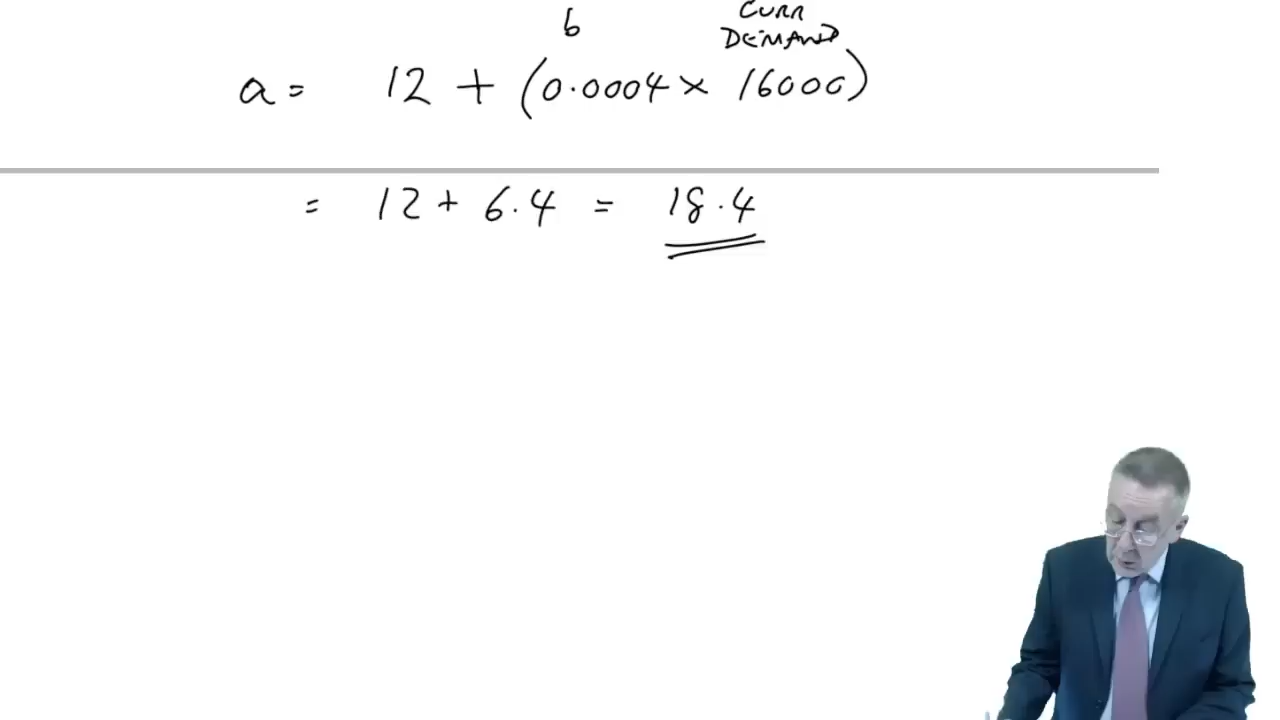 b CURR
DEMAND
a = 12 + (0.0004 × 16000)
= 12 + 6.4 = 18.4